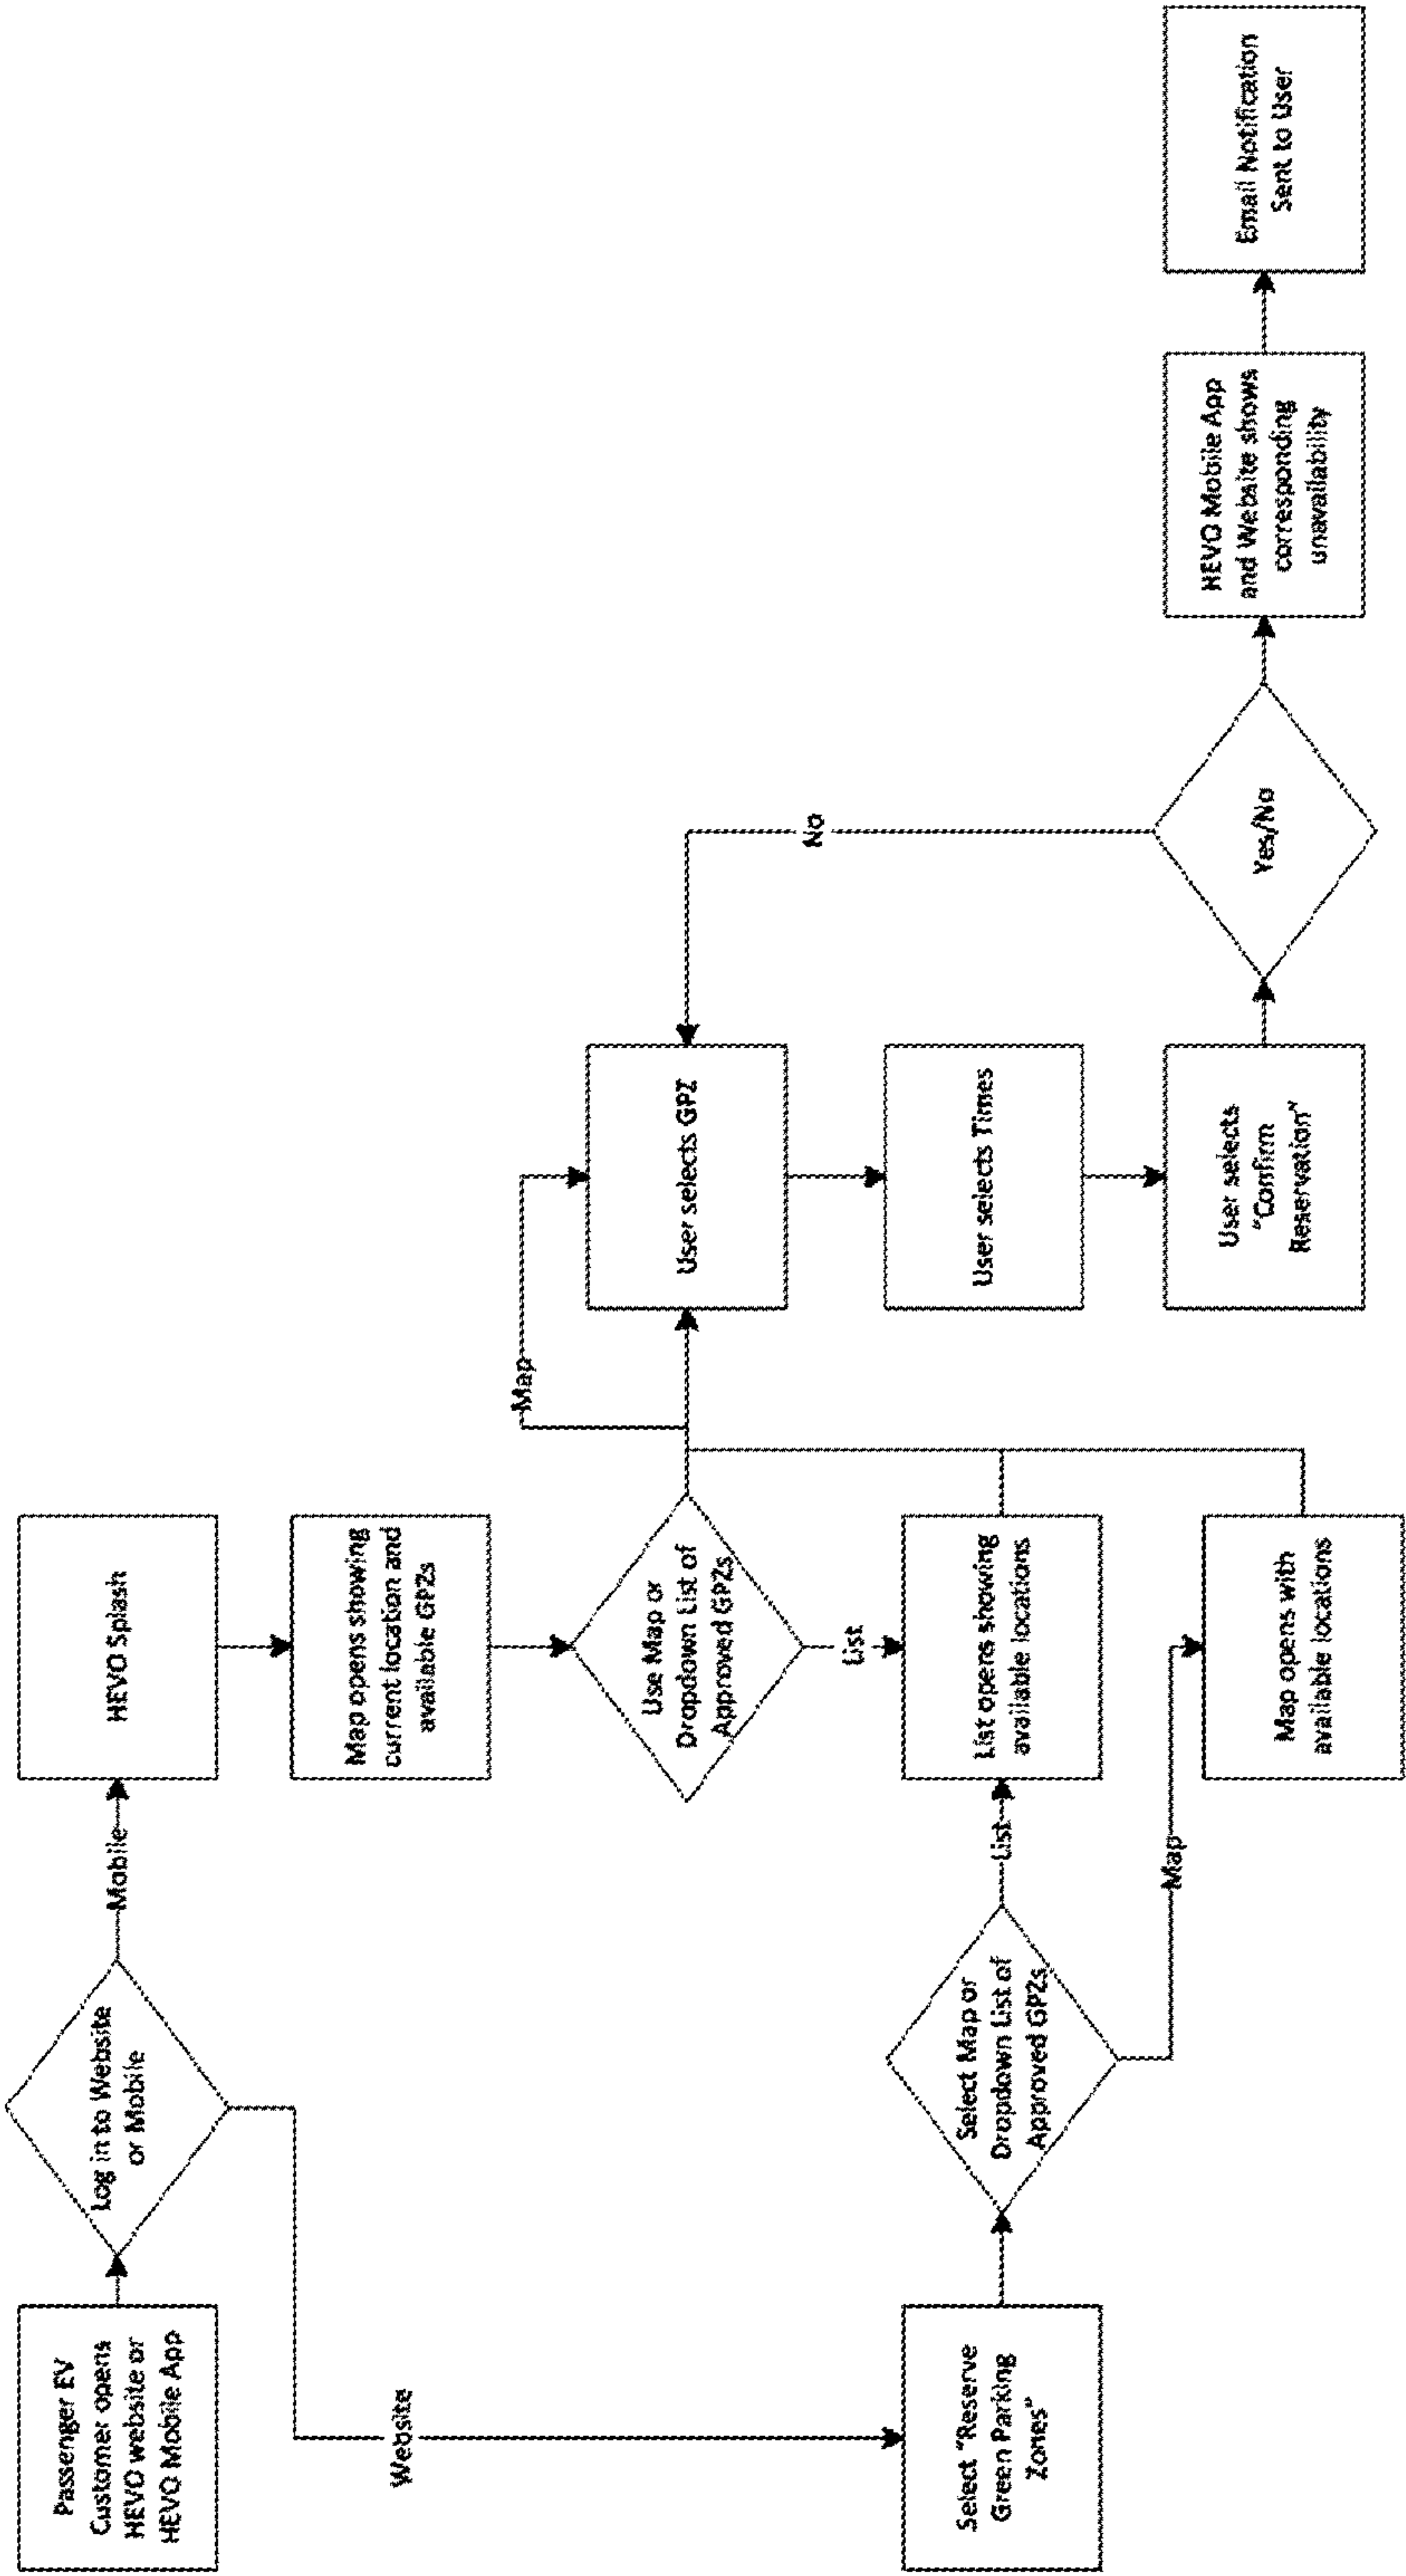 Passenger EV
Customer opens
HEVO website or
HEVO Mobile App
Log in to Website
or Mobile
Mobile
HEVO Splash
Map opens showing
current location and
available GPZs
Use Map or
Dropdown List of
Approved GPZs
Map
List
Website
Select "Reserve
Green Parking
Zones"
Select Map or
Dropdown List of
Approved GPZs
List
Map
List opens showing
available locations
Map opens with
available locations
User selects GPZ
User selects Times
User selects
"Confirm
Reservation"
Yes/No
No
HEVO Mobile App
and Website shows
corresponding
unavailability
Email Notification
Sent to User